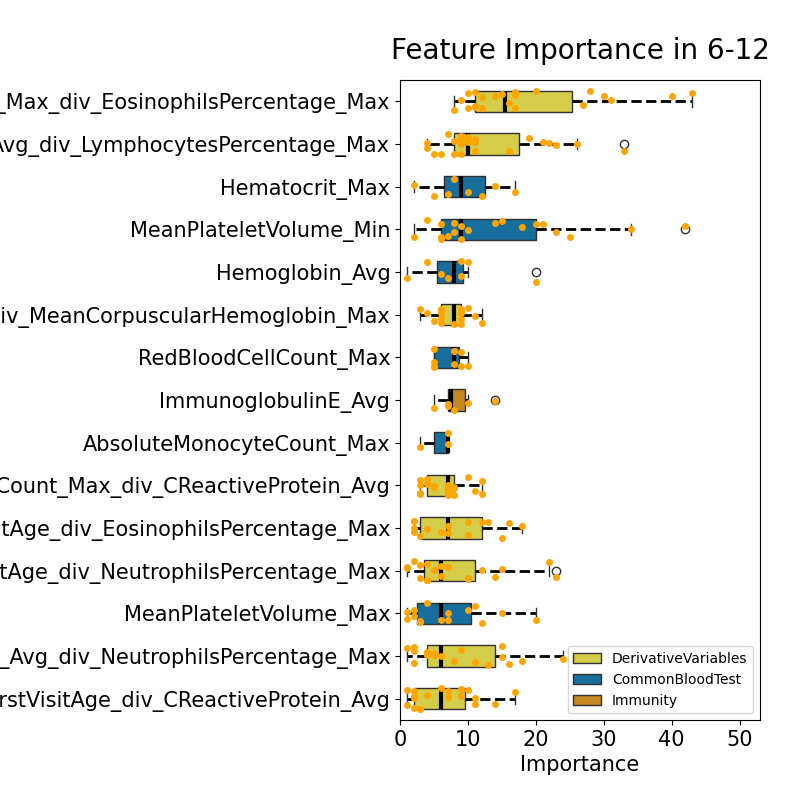 Feature Importance in 6-12
_Max_div_EosinophilsPercentage_Max
Avg_div_LymphocytesPercentage_Max
Hematocrit_Max
MeanPlateletVolume_Min
Hemoglobin_Avg
div_MeanCorpuscularHemoglobin_Max
RedBloodCellCount_Max
ImmunoglobulinE_Avg
AbsoluteMonocyteCount_Max
Count_Max_div_CReactiveProtein_Avg
tAge_div_EosinophilsPercentage_Max
tAge_div_NeutrophilsPercentage_Max
MeanPlateletVolume_Max
_Avg_div_NeutrophilsPercentage_Max
rstVisitAge_div_CReactiveProtein_Avg
DerivativeVariables
CommonBloodTest
Immunity
0 10 20 30 40 50
Importance